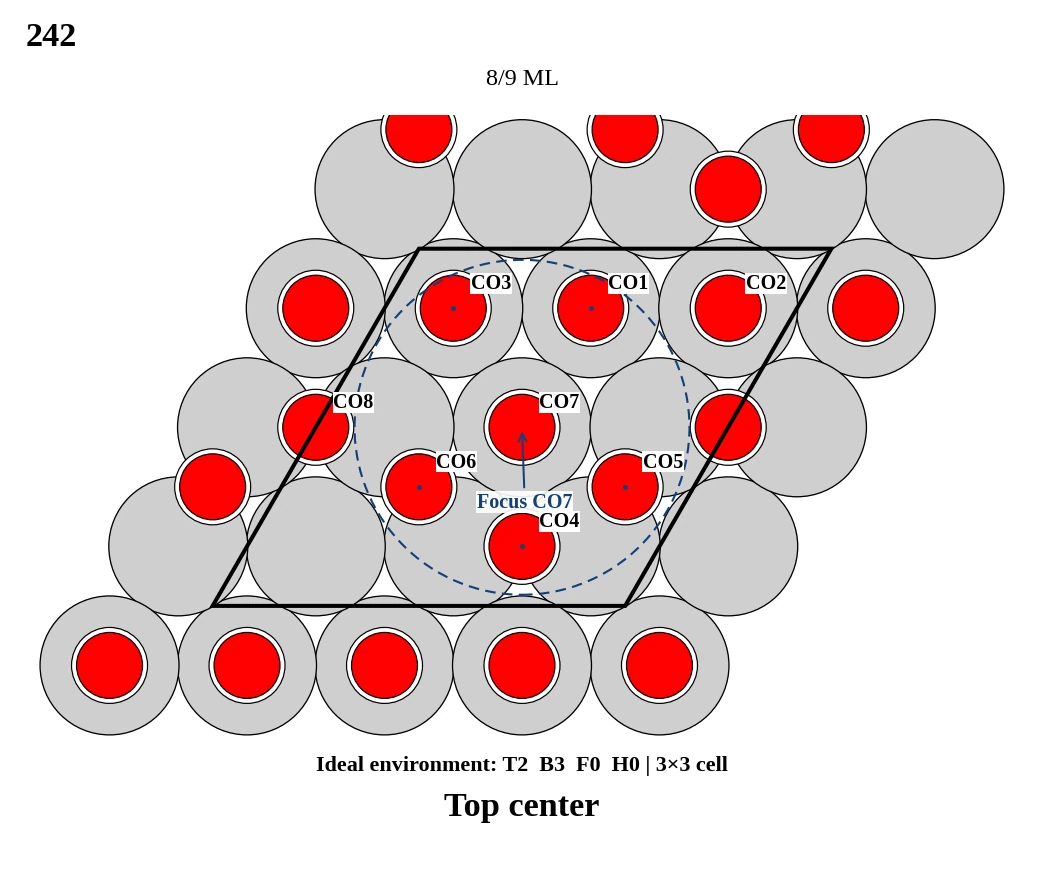 242
8/9 ML
CO3
CO1
CO2
CO8
CO7
CO6
CO5
Focus CO7
CO4
Ideal environment: T2 B3 F0 H0 | 3×3 cell
Top center